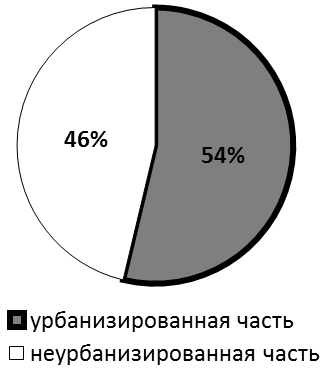 46%
54%
урбанизированная часть
неурбанизированная часть